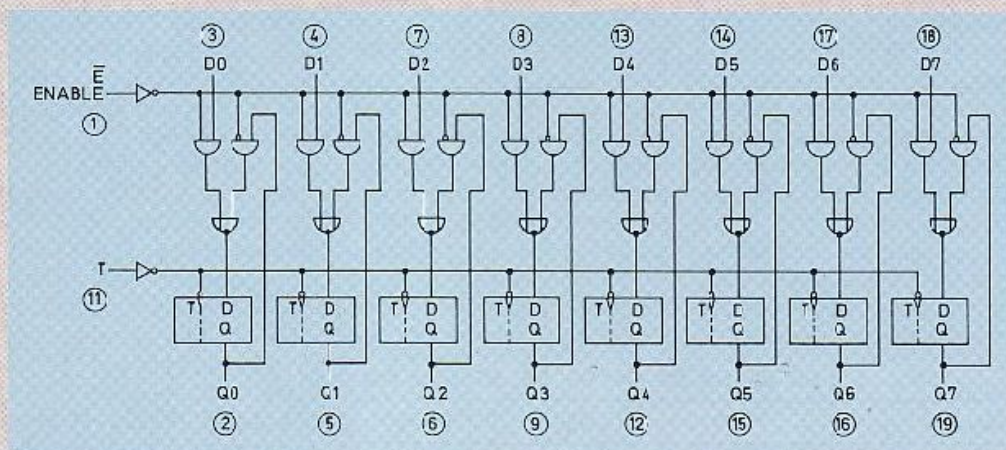 ③ ④ ⑦ ⑧ ⑬ ⑭ ⑰ ⑱
D0 D1 D2 D3 D4 D5 D6 D7
E̅
ENABLE
①
T
⑪
T D T D T D T D T D T D T D T D
Q Q Q Q Q Q Q Q
Q0 Q1 Q2 Q3 Q4 Q5 Q6 Q7
② ⑤ ⑥ ⑨ ⑫ ⑮ ⑯ ⑲